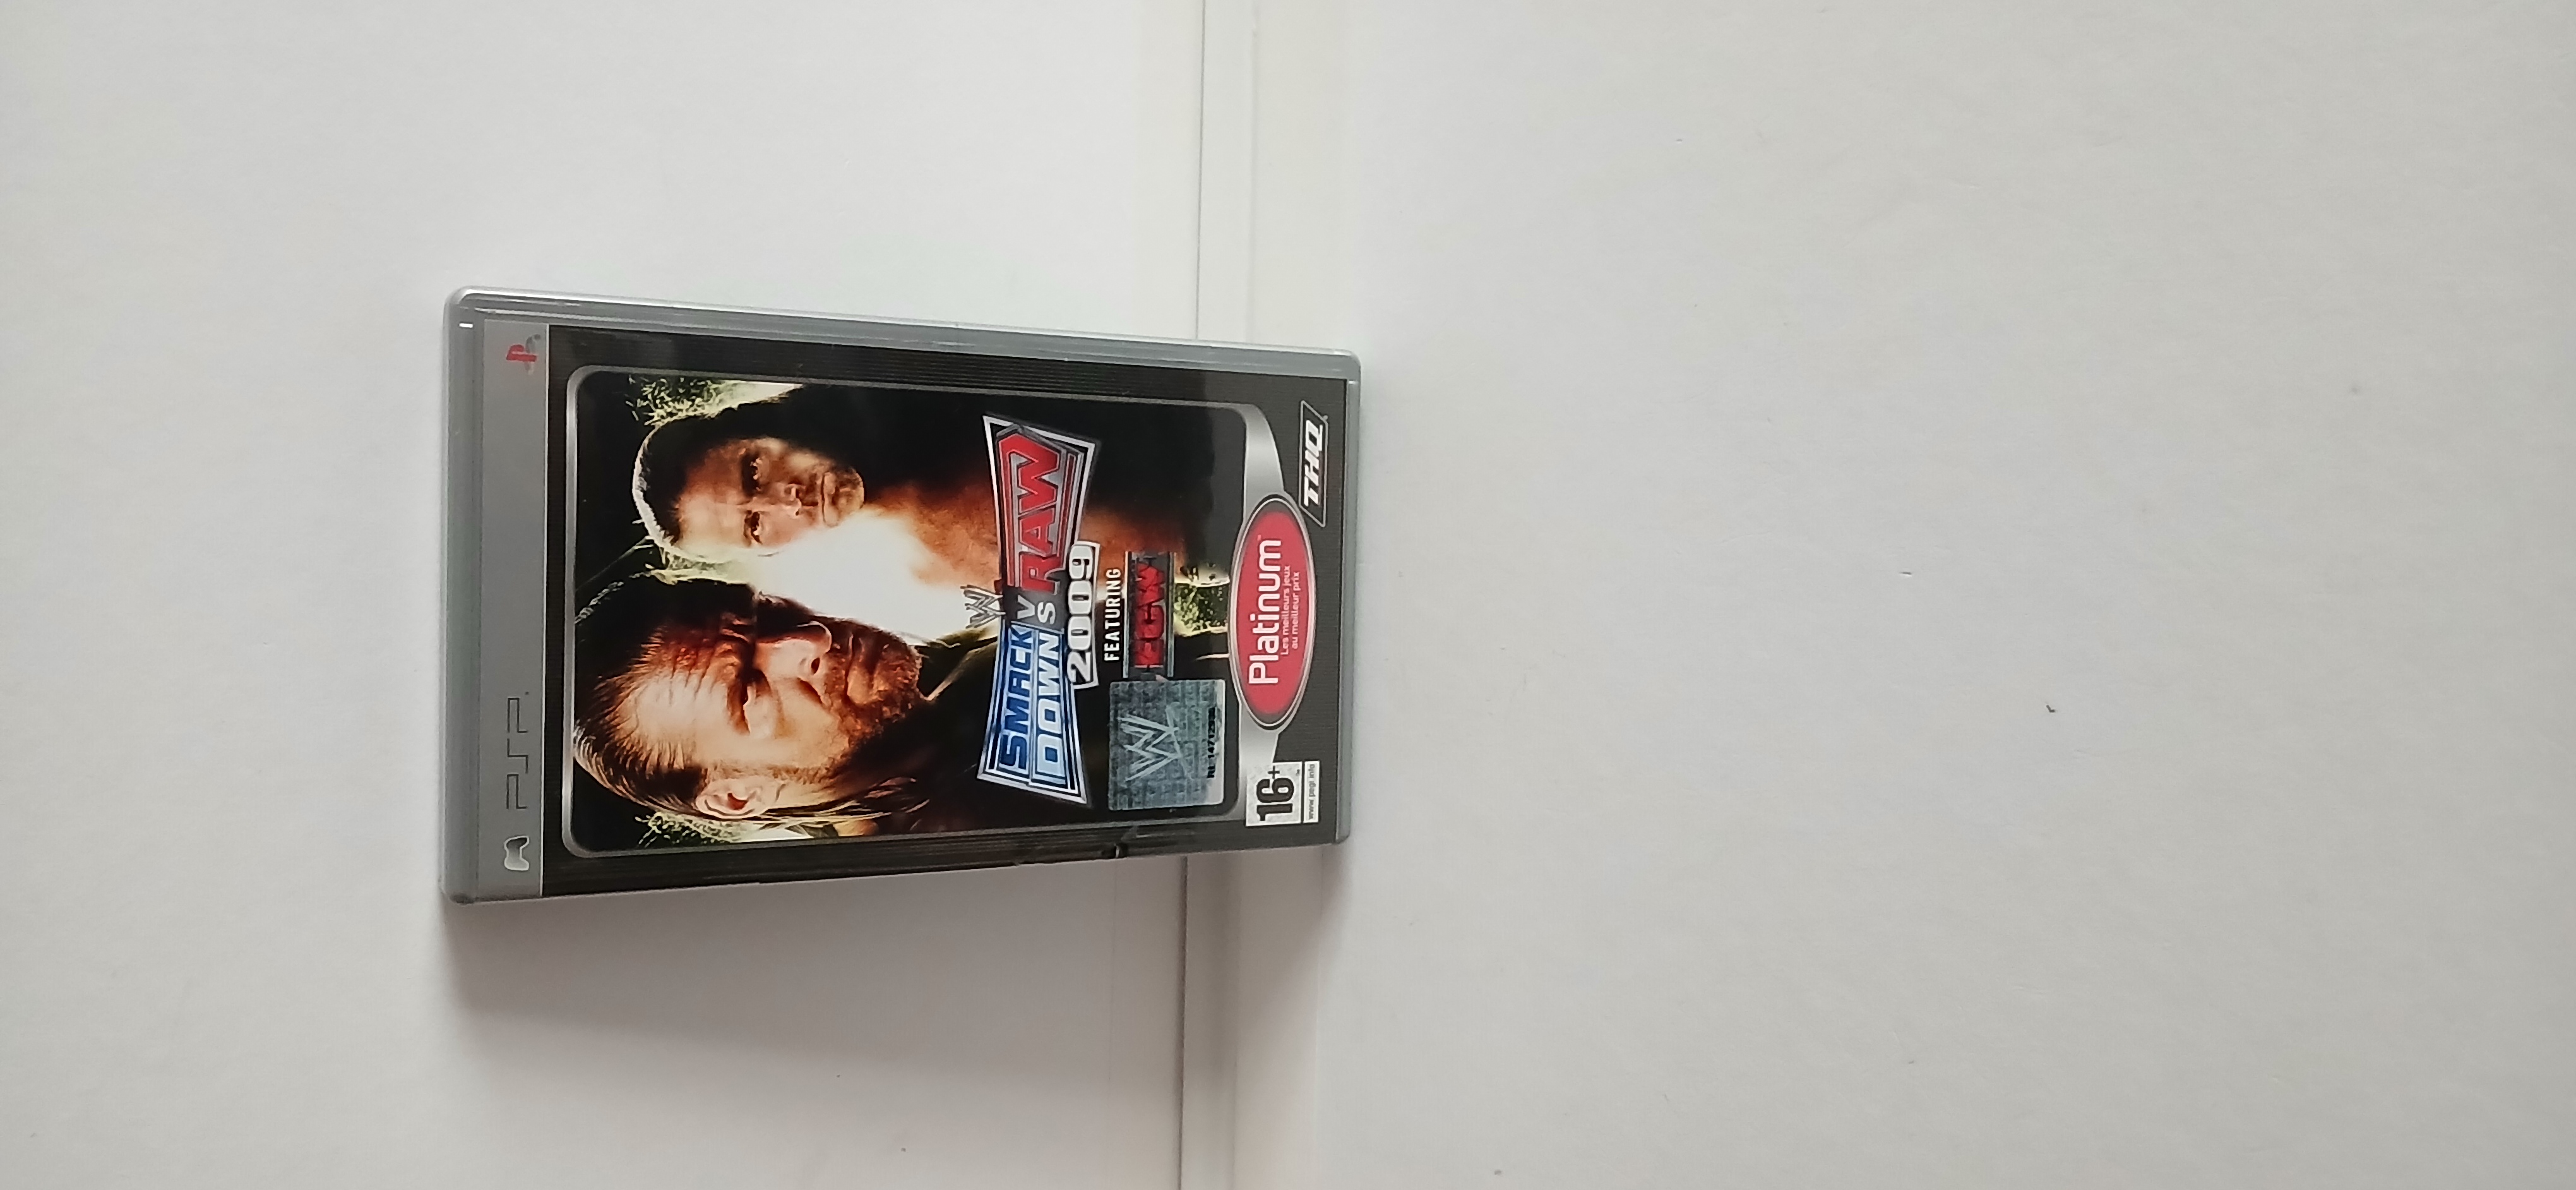 PSP
W
SMACK
DOWN
VS
RAW
2009
FEATURING
ECW
W
Platinum™
Les meilleurs jeux
au meilleur prix
16+
www.pegi.info
THQ